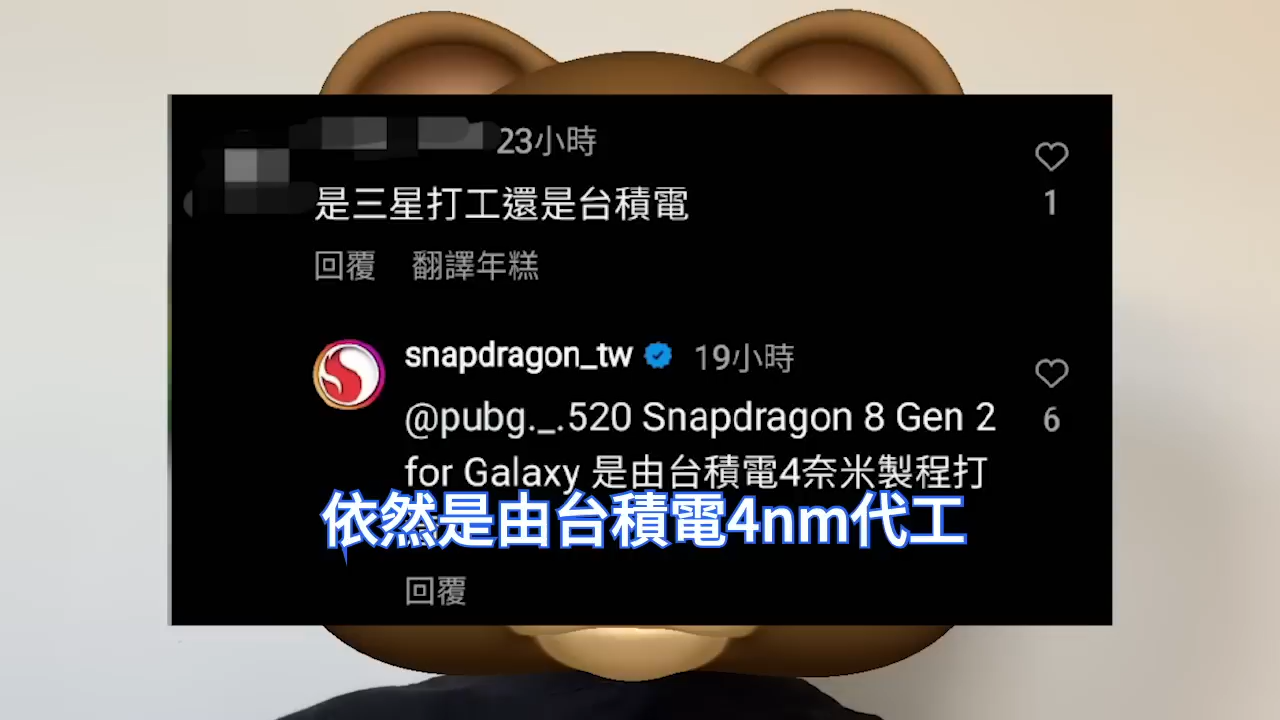 23小時
是三星打工還是台積電
1
回覆 翻譯年糕
snapdragon_tw 19小時
@pubg._.520 Snapdragon 8 Gen 2
6
for Galaxy 是由台積電4奈米製程打
依然是由台積電4nm代工
回覆